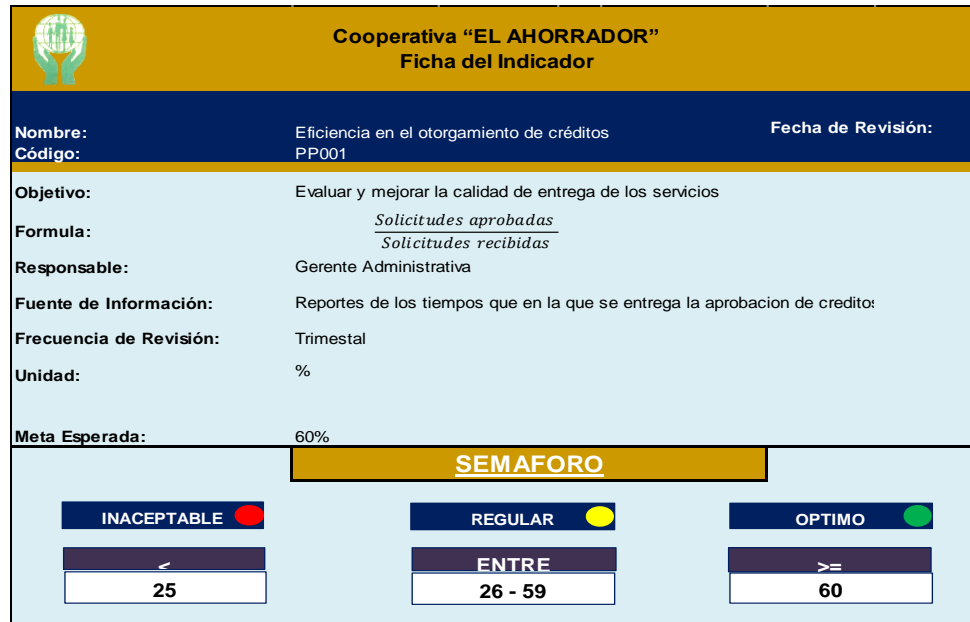 Cooperativa “EL AHORRADOR”
Ficha del Indicador
Nombre: Eficiencia en el otorgamiento de créditos Fecha de Revisión:
Código: PP001
Objetivo: Evaluar y mejorar la calidad de entrega de los servicios
Formula: Solicitudes aprobadas
Solicitudes recibidas
Responsable: Gerente Administrativa
Fuente de Información: Reportes de los tiempos que en la que se entrega la aprobacion de creditos
Frecuencia de Revisión: Trimestal
Unidad: %
Meta Esperada: 60%
SEMAFORO
INACEPTABLE REGULAR OPTIMO
< ENTRE >=
25 26 - 59 60